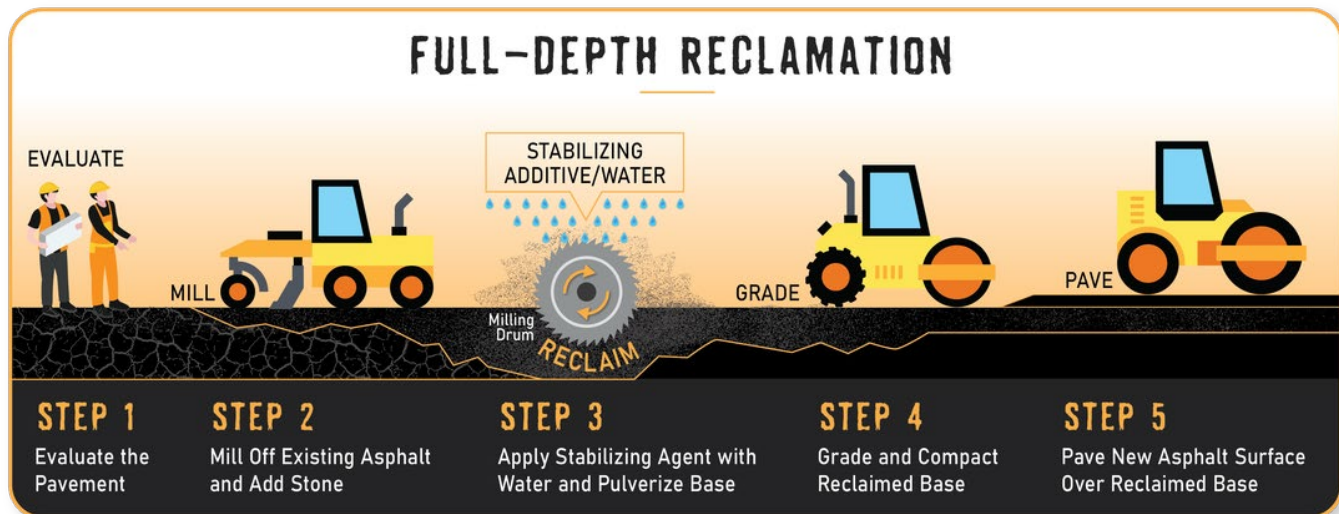 FULL-DEPTH RECLAMATION
EVALUATE
STABILIZING
ADDITIVE/WATER
MILL
Milling
Drum
RECLAIM
GRADE
PAVE
STEP 1
Evaluate the
Pavement
STEP 2
Mill Off Existing Asphalt
and Add Stone
STEP 3
Apply Stabilizing Agent with
Water and Pulverize Base
STEP 4
Grade and Compact
Reclaimed Base
STEP 5
Pave New Asphalt Surface
Over Reclaimed Base